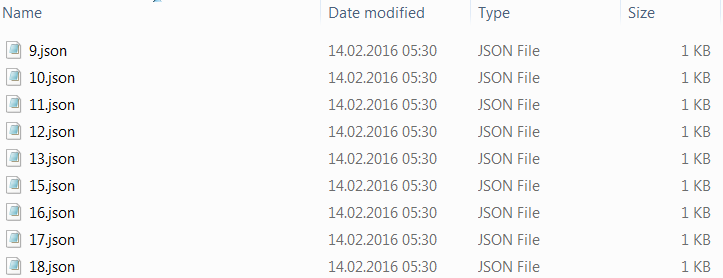 Name Date modified Type Size
9.json 14.02.2016 05:30 JSON File 1 KB
10.json 14.02.2016 05:30 JSON File 1 KB
11.json 14.02.2016 05:30 JSON File 1 KB
12.json 14.02.2016 05:30 JSON File 1 KB
13.json 14.02.2016 05:30 JSON File 1 KB
15.json 14.02.2016 05:30 JSON File 1 KB
16.json 14.02.2016 05:30 JSON File 1 KB
17.json 14.02.2016 05:30 JSON File 1 KB
18.json 14.02.2016 05:30 JSON File 1 KB